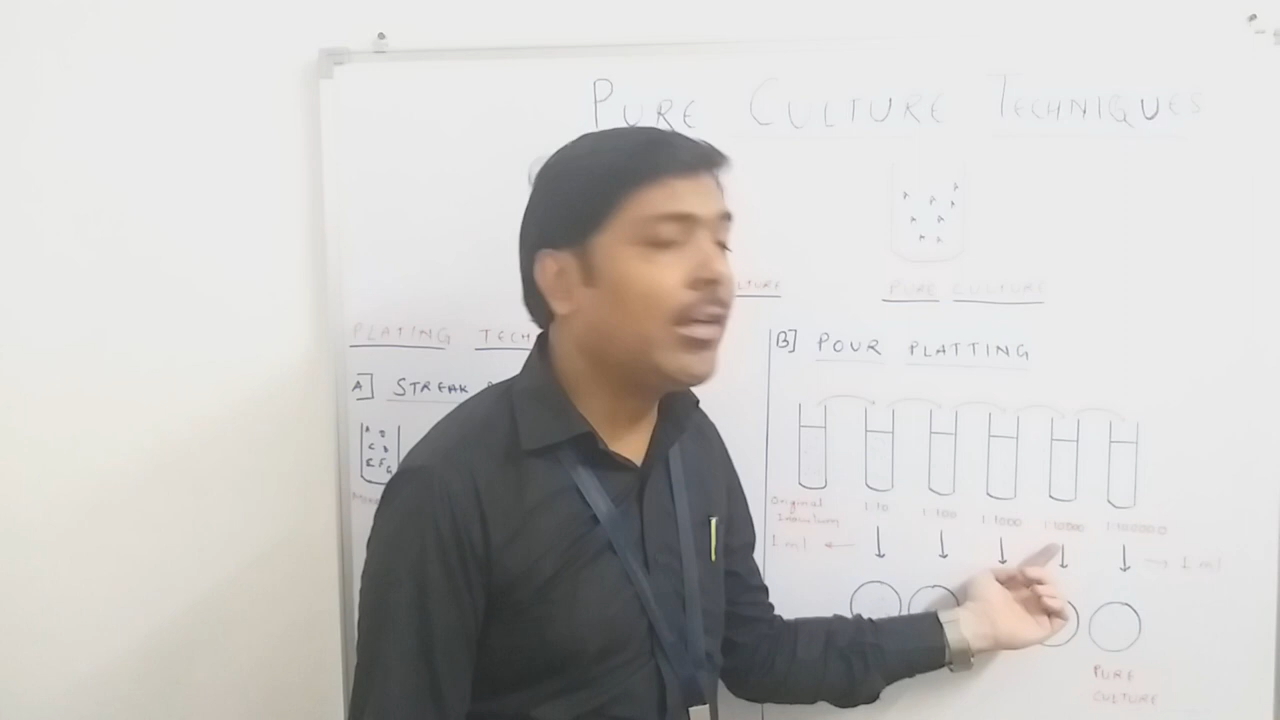 PURE CULTURE TECHNIQUES
PURE CULTURE
PLATING TECH
A] STREAK
A B
C D
E F G
B] POUR PLATTING
Original
Inoculum
1:10
1:100
1:1000
1:10000
1 ml
1 ml
PURE
CULTURE